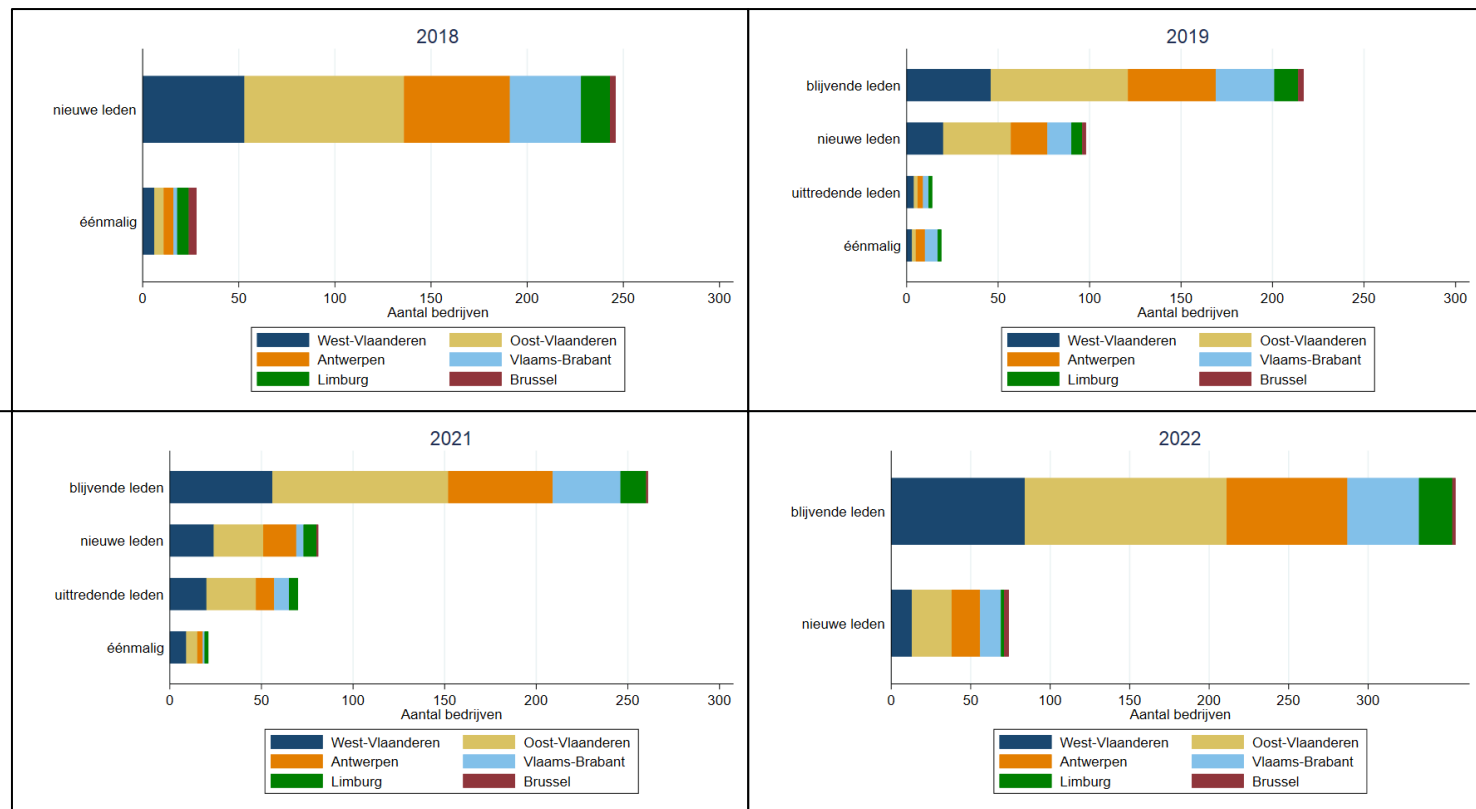 2018
nieuwe leden
éénmalig
0 50 100 150 200 250 300
Aantal bedrijven
West-Vlaanderen Oost-Vlaanderen
Antwerpen Vlaams-Brabant
Limburg Brussel
2019
blijvende leden
nieuwe leden
uittredende leden
éénmalig
0 50 100 150 200 250 300
Aantal bedrijven
West-Vlaanderen Oost-Vlaanderen
Antwerpen Vlaams-Brabant
Limburg Brussel
2021
blijvende leden
nieuwe leden
uittredende leden
éénmalig
0 50 100 150 200 250 300
Aantal bedrijven
West-Vlaanderen Oost-Vlaanderen
Antwerpen Vlaams-Brabant
Limburg Brussel
2022
blijvende leden
nieuwe leden
0 50 100 150 200 250 300
Aantal bedrijven
West-Vlaanderen Oost-Vlaanderen
Antwerpen Vlaams-Brabant
Limburg Brussel